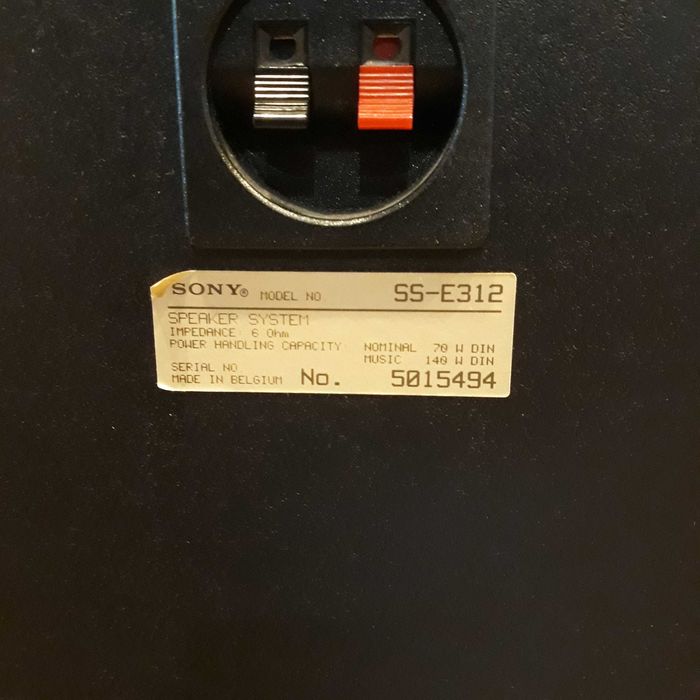 SONY® MODEL NO SS-E312
SPEAKER SYSTEM
IMPEDANCE: 6 Ohm
POWER HANDLING CAPACITY: NOMINAL 70 W DIN
MUSIC 140 W DIN
SERIAL NO
MADE IN BELGIUM No. 5015494